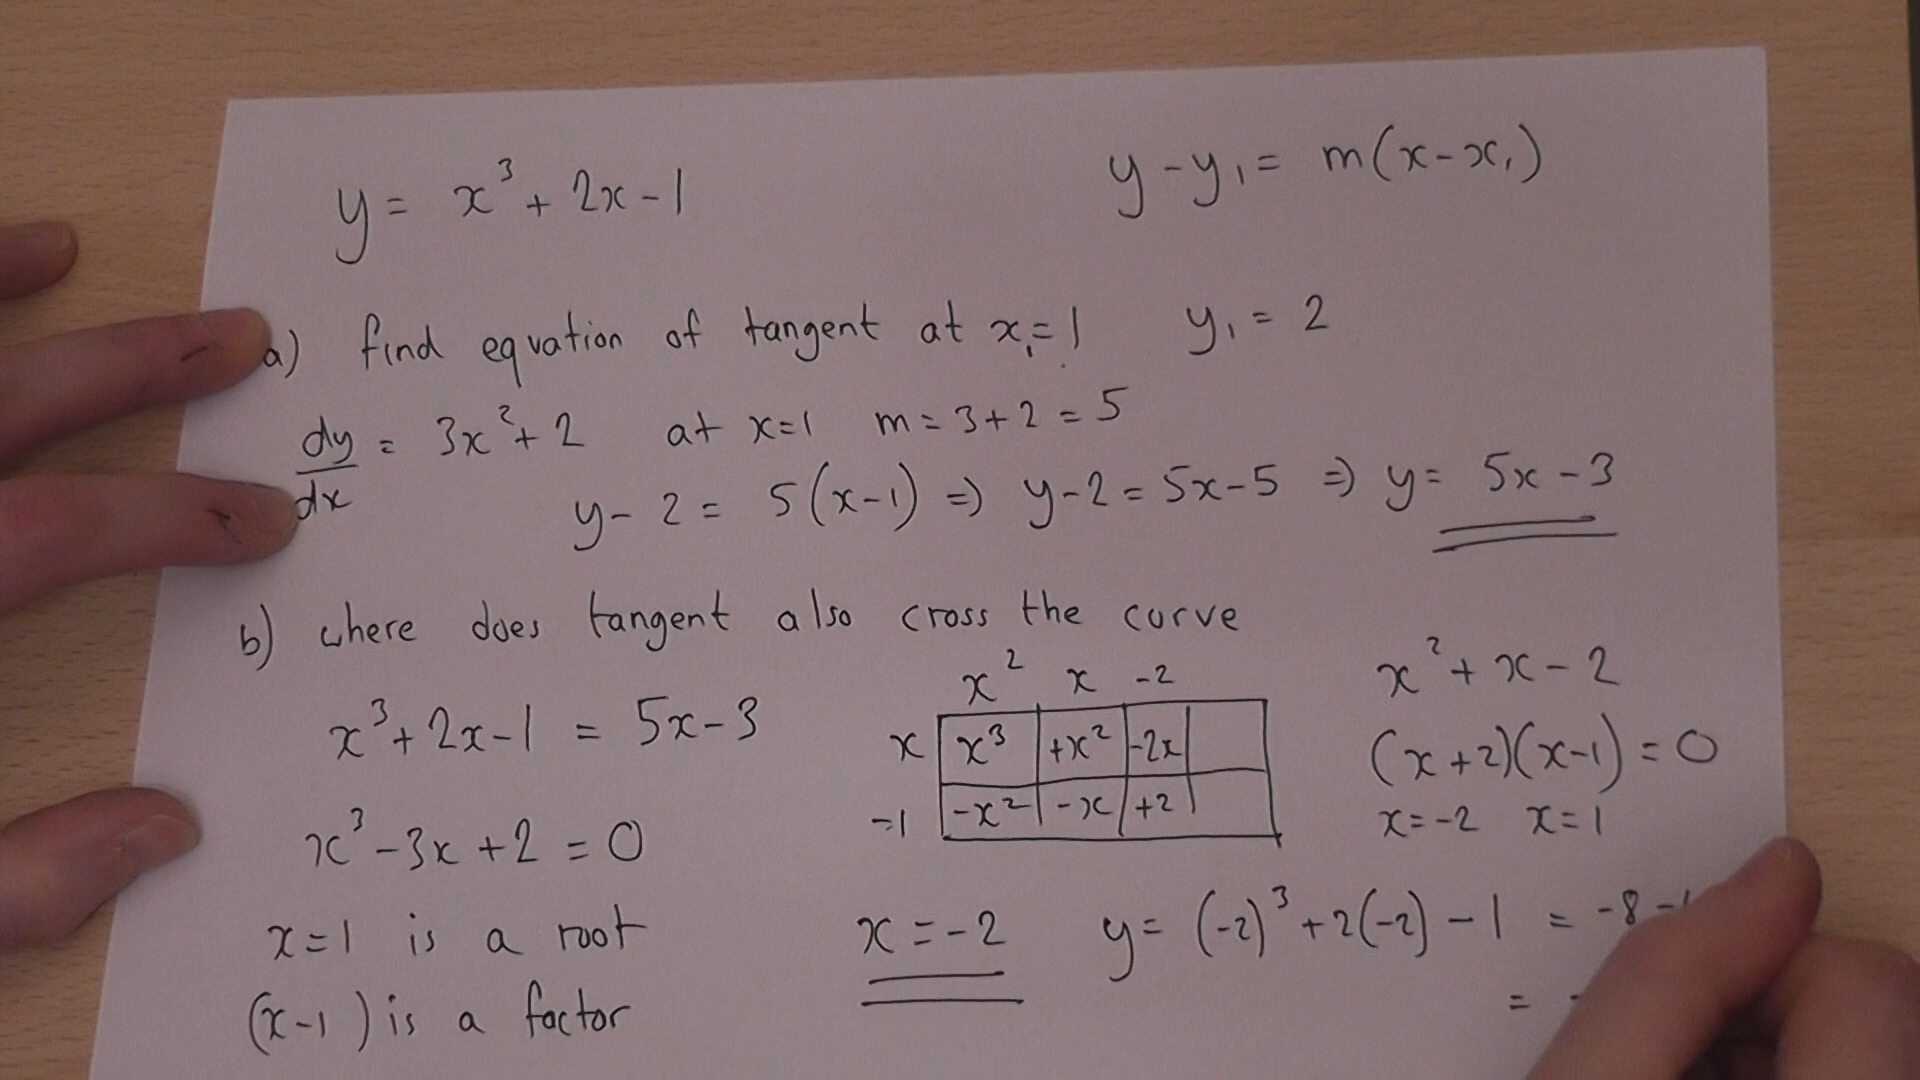 y = x³ + 2x - 1
y - y₁ = m(x - x₁)
a) find equation of tangent at x₁ = 1 y₁ = 2
dy/dx = 3x² + 2 at x = 1 m = 3 + 2 = 5
y - 2 = 5(x - 1) ⇒ y - 2 = 5x - 5 ⇒ y = 5x - 3
b) where does tangent also cross the curve
x³ + 2x - 1 = 5x - 3
x³ - 3x + 2 = 0
x = 1 is a root
(x - 1) is a factor
x² x -2
x x³ +x² -2x
-1 -x² -x +2
x² + x - 2
(x + 2)(x - 1) = 0
x = -2 x = 1
x = -2 y = (-2)³ + 2(-2) - 1 = -8 -
=